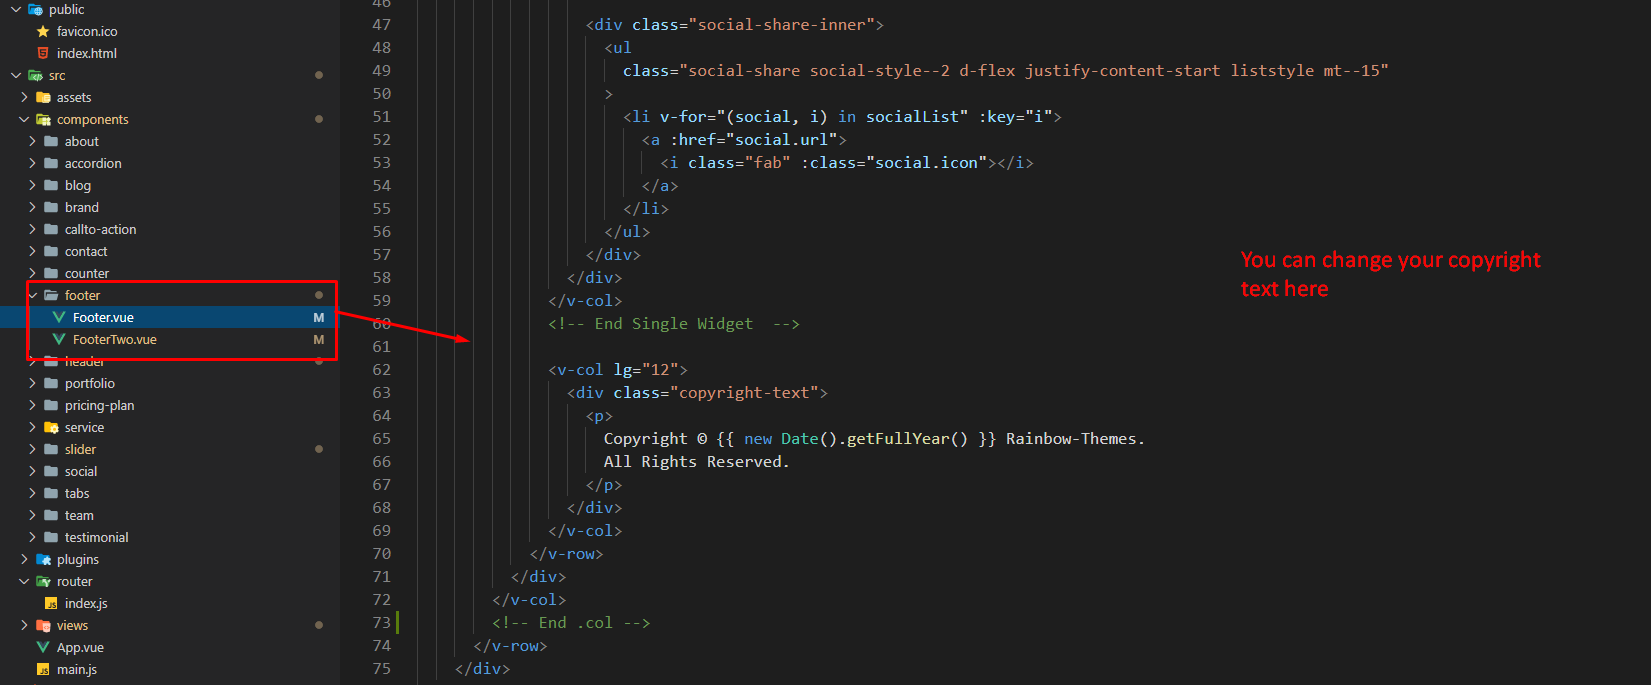 public
favicon.ico
index.html
src
assets
components
about
accordion
blog
brand
callto-action
contact
counter
footer
Footer.vue M
FooterTwo.vue M
header
portfolio
pricing-plan
service
slider
social
tabs
team
testimonial
plugins
router
index.js
views
App.vue
main.js
46
47 <div class="social-share-inner">
48 <ul
49 class="social-share social-style--2 d-flex justify-content-start liststyle mt--15"
50 >
51 <li v-for="(social, i) in socialList" :key="i">
52 <a :href="social.url">
53 <i class="fab" :class="social.icon"></i>
54 </a>
55 </li>
56 </ul>
57 </div>
58 </div>
59 </v-col>
60 <!-- End Single Widget  -->
61
62 <v-col lg="12">
63 <div class="copyright-text">
64 <p>
65 Copyright © {{ new Date().getFullYear() }} Rainbow-Themes.
66 All Rights Reserved.
67 </p>
68 </div>
69 </v-col>
70 </v-row>
71 </div>
72 </v-col>
73 <!-- End .col -->
74 </v-row>
75 </div>
You can change your copyright
text here